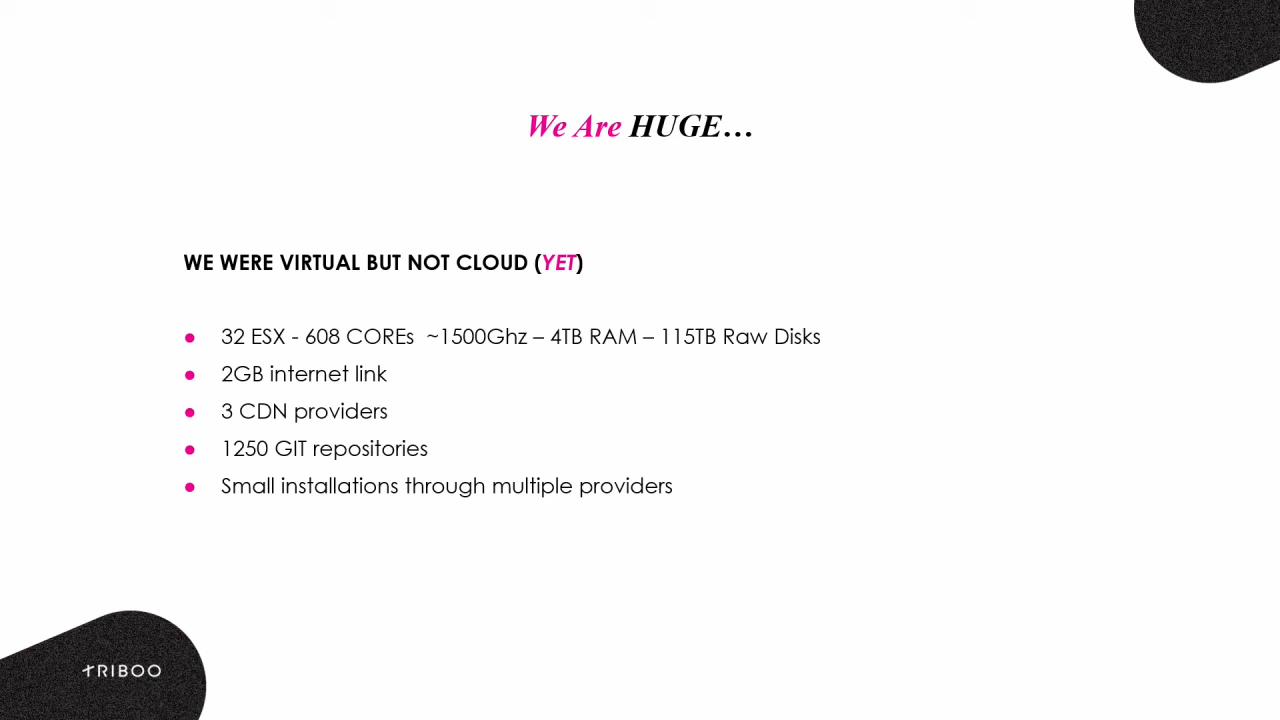 We Are HUGE…
WE WERE VIRTUAL BUT NOT CLOUD (YET)
● 32 ESX - 608 COREs  ~1500Ghz – 4TB RAM – 115TB Raw Disks
● 2GB internet link
● 3 CDN providers
● 1250 GIT repositories
● Small installations through multiple providers
TRIBOO